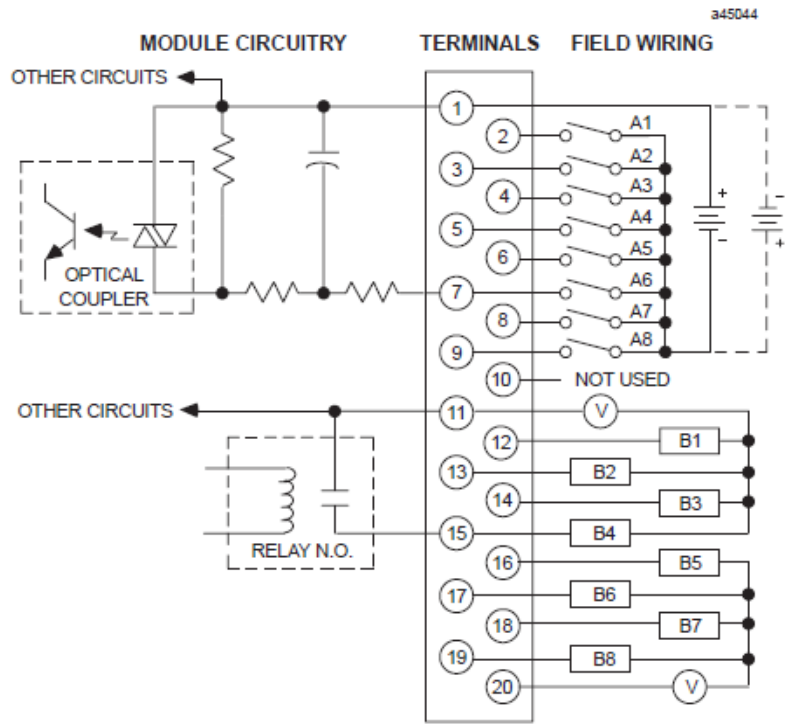 a45044
MODULE CIRCUITRY TERMINALS FIELD WIRING
OTHER CIRCUITS
1
2 A1
3 A2
4 A3
5 A4
6 A5
7 A6
8 A7
9 A8
+
-
-
+
OPTICAL
COUPLER
10 NOT USED
OTHER CIRCUITS
11 V
12 B1
13 B2
14 B3
15 B4
RELAY N.O.
16 B5
17 B6
18 B7
19 B8
20 V